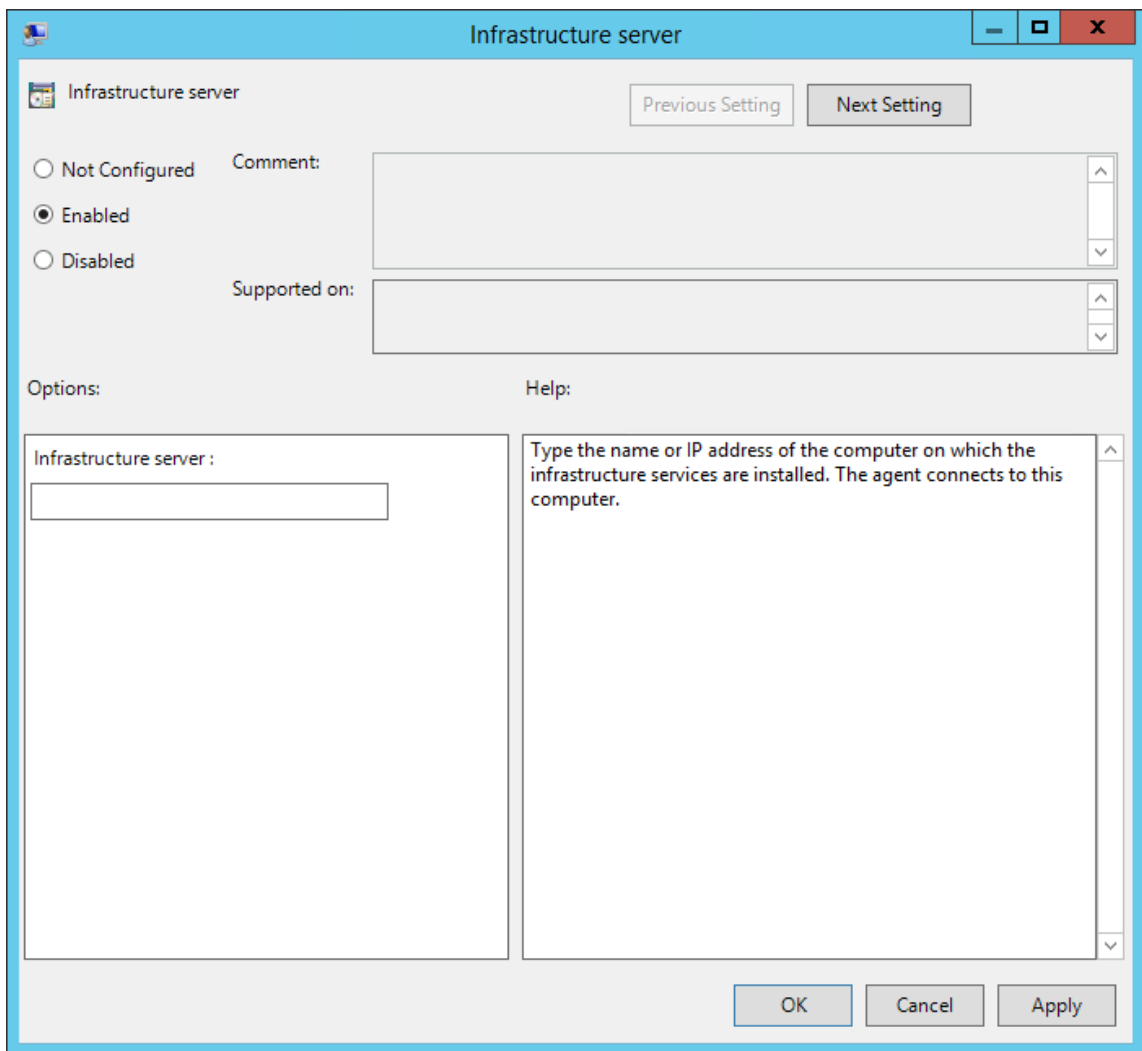 Infrastructure server
Infrastructure server
Previous Setting
Next Setting
Not Configured
Comment:
Enabled
Disabled
Supported on:
Options:
Help:
Infrastructure server :
Type the name or IP address of the computer on which the
infrastructure services are installed. The agent connects to this
computer.
OK
Cancel
Apply